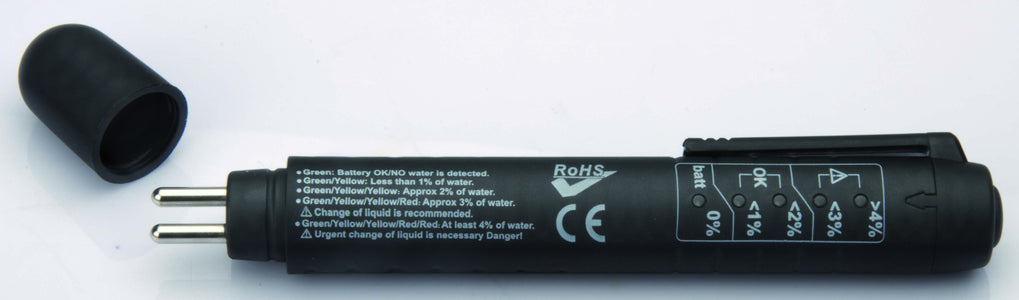 ● Green: Battery OK/NO water is detected.
● Green/Yellow: Less than 1% of water.
● Green/Yellow/Yellow: Approx 2% of water.
● Green/Yellow/Yellow/Red: Approx 3% of water.
⚠ Change of liquid is recommended.
● Green/Yellow/Yellow/Red/Red: At least 4% of water.
⚠ Urgent change of liquid is necessary Danger!
RoHS
CE
batt OK ⚠
0% <1% <2% <3% >4%